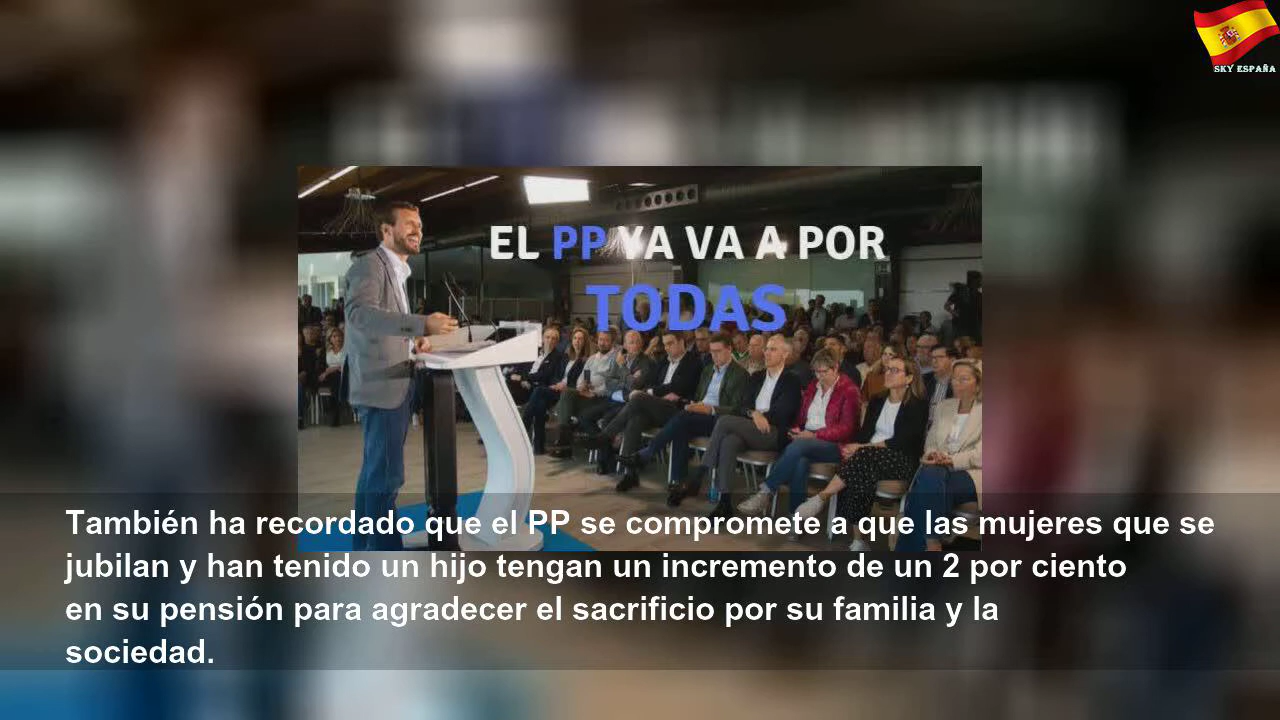 SKY ESPAÑA
EL PP YA VA A POR
TODAS
También ha recordado que el PP se compromete a que las mujeres que se
jubilan y han tenido un hijo tengan un incremento de un 2 por ciento
en su pensión para agradecer el sacrificio por su familia y la
sociedad.